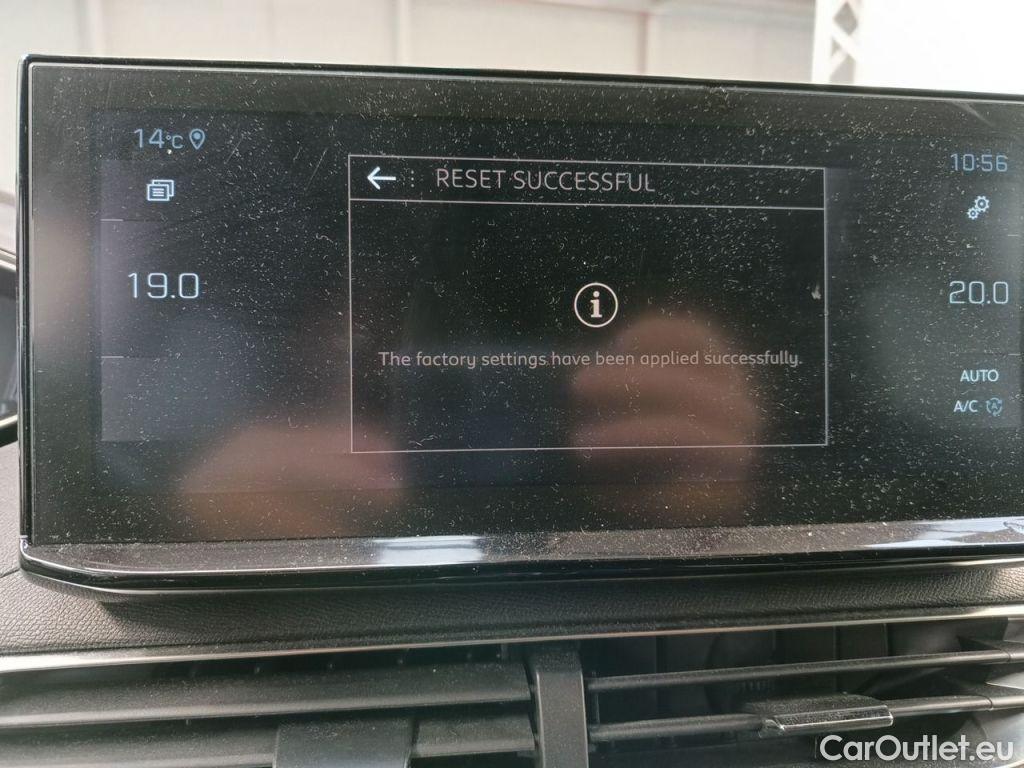 14°C
10:56
RESET SUCCESSFUL
19.0
20.0
The factory settings have been applied successfully.
AUTO
A/C
CarOutlet.eu